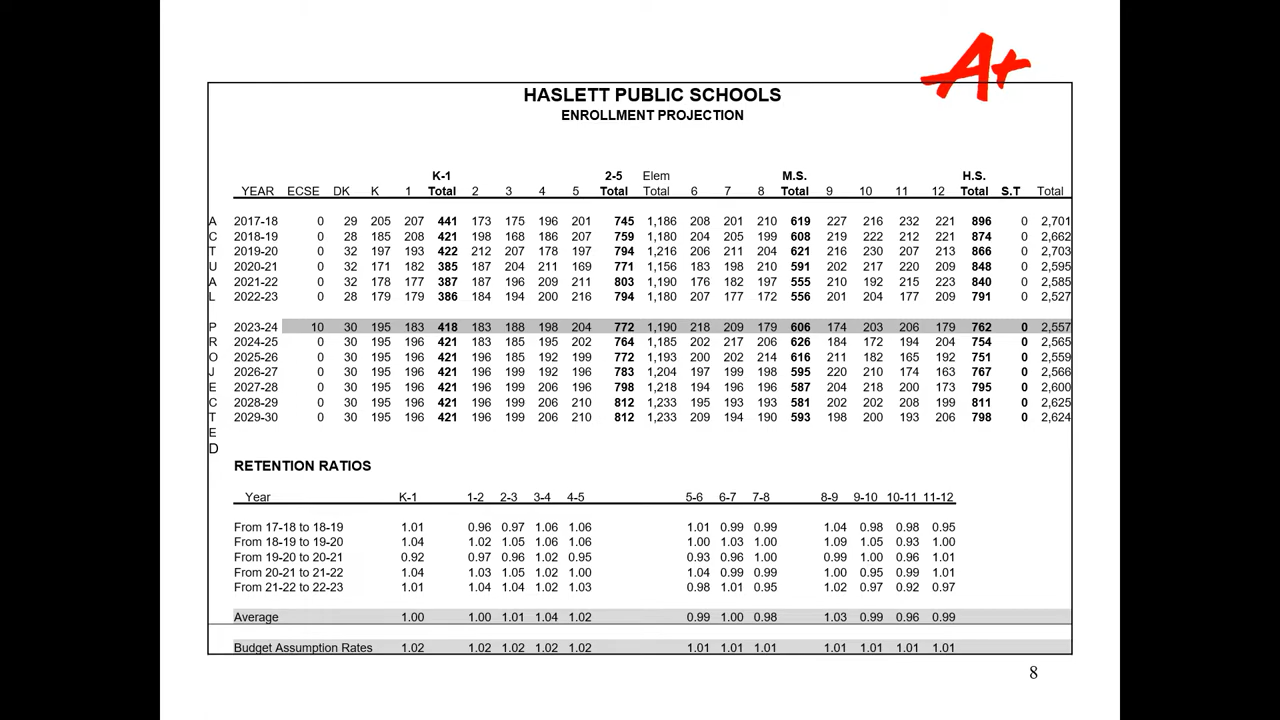 A+
HASLETT PUBLIC SCHOOLS
ENROLLMENT PROJECTION
K-1 2-5 Elem M.S. H.S.
YEAR ECSE DK K 1 Total 2 3 4 5 Total Total 6 7 8 Total 9 10 11 12 Total S.T Total
A 2017-18 0 29 205 207 441 173 175 196 201 745 1,186 208 201 210 619 227 216 232 221 896 0 2,701
C 2018-19 0 28 185 208 421 198 168 186 207 759 1,180 204 205 199 608 219 222 212 221 874 0 2,662
T 2019-20 0 32 197 193 422 212 207 178 197 794 1,216 206 211 204 621 216 230 207 213 866 0 2,703
U 2020-21 0 32 171 182 385 187 204 211 169 771 1,156 183 198 210 591 202 217 220 209 848 0 2,595
A 2021-22 0 32 178 177 387 187 196 209 211 803 1,190 176 182 197 555 210 192 215 223 840 0 2,585
L 2022-23 0 28 179 179 386 184 194 200 216 794 1,180 207 177 172 556 201 204 177 209 791 0 2,527
P 2023-24 10 30 195 183 418 183 188 198 204 772 1,190 218 209 179 606 174 203 206 179 762 0 2,557
R 2024-25 0 30 195 196 421 183 185 195 202 764 1,185 202 217 206 626 184 172 194 204 754 0 2,565
O 2025-26 0 30 195 196 421 196 185 192 199 772 1,193 200 202 214 616 211 182 165 192 751 0 2,559
J 2026-27 0 30 195 196 421 196 199 192 196 783 1,204 197 199 198 595 220 210 174 163 767 0 2,566
E 2027-28 0 30 195 196 421 196 199 206 196 798 1,218 194 196 196 587 204 218 200 173 795 0 2,600
C 2028-29 0 30 195 196 421 196 199 206 210 812 1,233 195 193 193 581 202 202 208 199 811 0 2,625
T 2029-30 0 30 195 196 421 196 199 206 210 812 1,233 209 194 190 593 198 200 193 206 798 0 2,624
E
D
RETENTION RATIOS
Year K-1 1-2 2-3 3-4 4-5 5-6 6-7 7-8 8-9 9-10 10-11 11-12
From 17-18 to 18-19 1.01 0.96 0.97 1.06 1.06 1.01 0.99 0.99 1.04 0.98 0.98 0.95
From 18-19 to 19-20 1.04 1.02 1.05 1.06 1.06 1.00 1.03 1.00 1.09 1.05 0.93 1.00
From 19-20 to 20-21 0.92 0.97 0.96 1.02 0.95 0.93 0.96 1.00 0.99 1.00 0.96 1.01
From 20-21 to 21-22 1.04 1.03 1.05 1.02 1.00 1.04 0.99 0.99 1.00 0.95 0.99 1.01
From 21-22 to 22-23 1.01 1.04 1.04 1.02 1.03 0.98 1.01 0.95 1.02 0.97 0.92 0.97
Average 1.00 1.00 1.01 1.04 1.02 0.99 1.00 0.98 1.03 0.99 0.96 0.99
Budget Assumption Rates 1.02 1.02 1.02 1.02 1.02 1.01 1.01 1.01 1.01 1.01 1.01 1.01
8